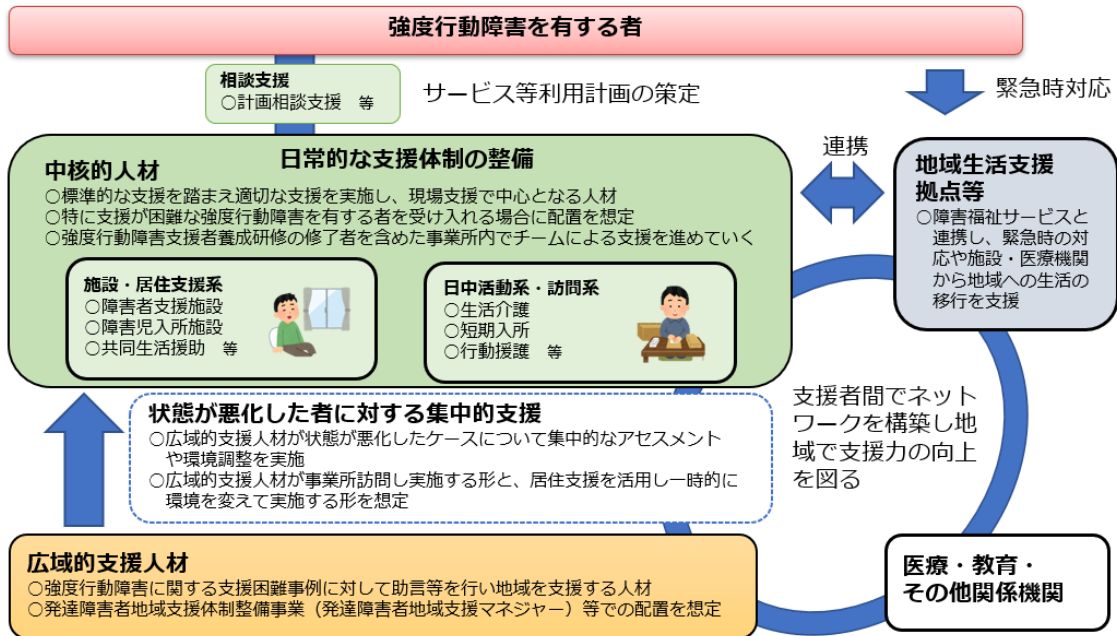 強度行動障害を有する者
相談支援
○計画相談支援　等
サービス等利用計画の策定
緊急時対応
日常的な支援体制の整備
中核的人材
○標準的な支援を踏まえ適切な支援を実施し、現場支援で中心となる人材
○特に支援が困難な強度行動障害を有する者を受け入れる場合に配置を想定
○強度行動障害支援者養成研修の修了者を含めた事業所内でチームによる支援を進めていく
施設・居住支援系
○障害者支援施設
○障害児入所施設
○共同生活援助　等
日中活動系・訪問系
○生活介護
○短期入所
○行動援護　等
連携
地域生活支援
拠点等
○障害福祉サービスと
連携し、緊急時の対
応や施設・医療機関
から地域への生活の
移行を支援
状態が悪化した者に対する集中的支援
○広域的支援人材が状態が悪化したケースについて集中的なアセスメント
や環境調整を実施
○広域的支援人材が事業所訪問し実施する形と、居住支援を活用し一時的に
環境を変えて実施する形を想定
支援者間でネット
ワークを構築し地
域で支援力の向上
を図る
広域的支援人材
○強度行動障害に関する支援困難事例に対して助言等を行い地域を支援する人材
○発達障害者地域支援体制整備事業（発達障害者地域支援マネジャー）等での配置を想定
医療・教育・
その他関係機関